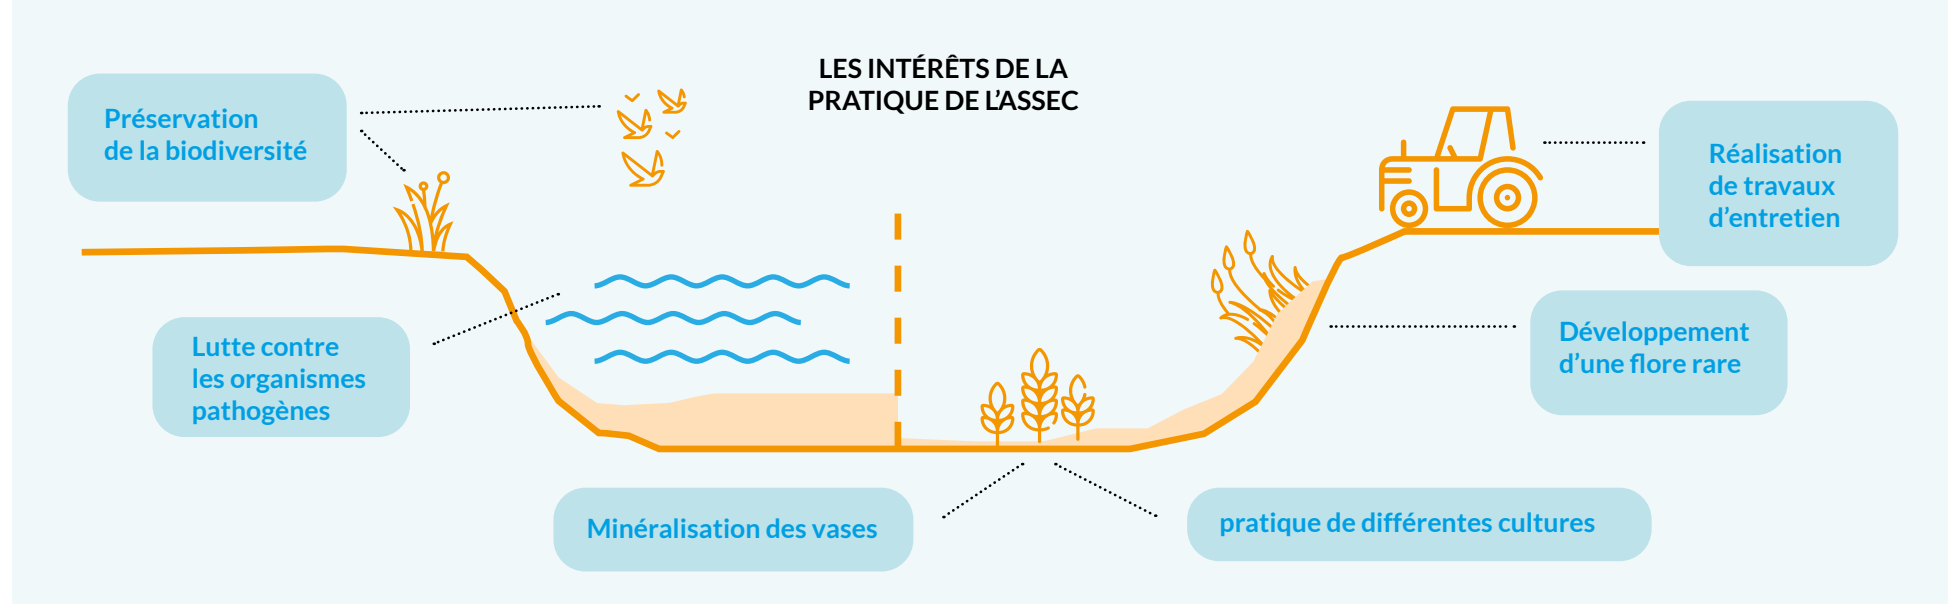 LES INTÉRÊTS DE LA
PRATIQUE DE L’ASSEC
Préservation
de la biodiversité
Réalisation
de travaux
d’entretien
Lutte contre
les organismes
pathogènes
Développement
d’une flore rare
Minéralisation des vases
pratique de différentes cultures